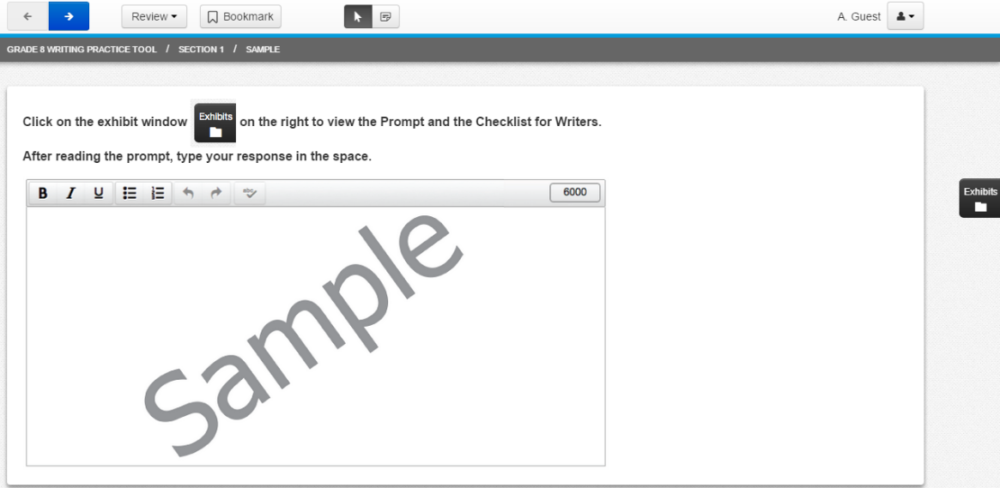 Review
Bookmark
A. Guest
GRADE 8 WRITING PRACTICE TOOL / SECTION 1 / SAMPLE
Click on the exhibit window Exhibits on the right to view the Prompt and the Checklist for Writers.
After reading the prompt, type your response in the space.
B I U abc 6000
Exhibits
Sample